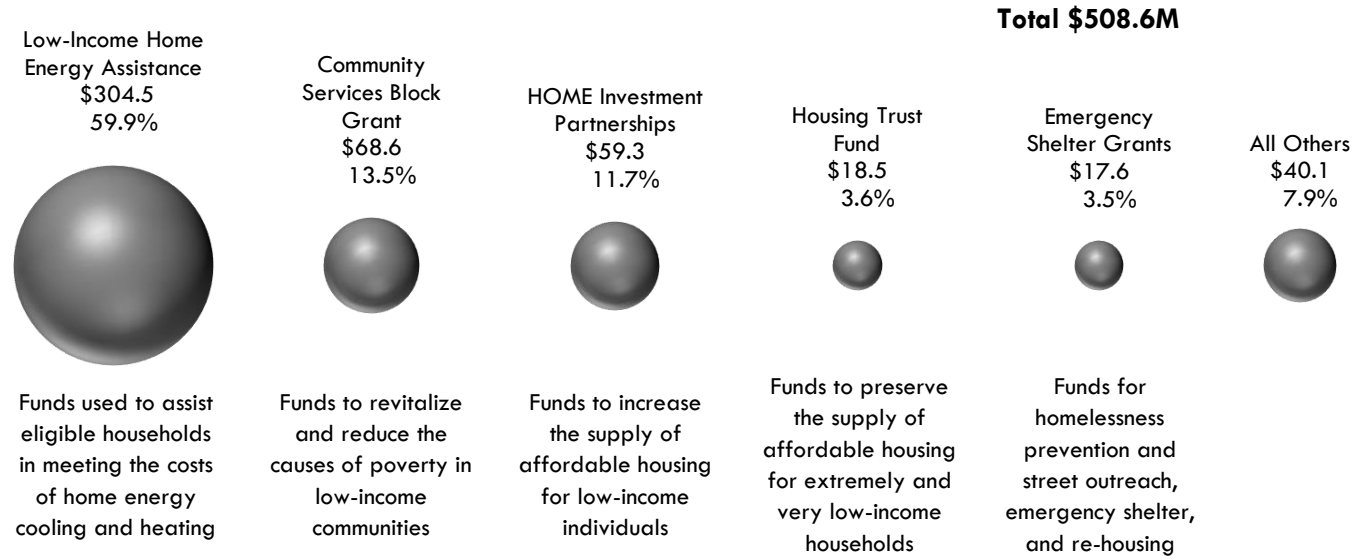 Total $508.6M
Low-Income Home
Energy Assistance
$304.5
59.9%
Community
Services Block
Grant
$68.6
13.5%
HOME Investment
Partnerships
$59.3
11.7%
Housing Trust
Fund
$18.5
3.6%
Emergency
Shelter Grants
$17.6
3.5%
All Others
$40.1
7.9%
Funds used to assist
eligible households
in meeting the costs
of home energy
cooling and heating
Funds to revitalize
and reduce the
causes of poverty in
low-income
communities
Funds to increase
the supply of
affordable housing
for low-income
individuals
Funds to preserve
the supply of
affordable housing
for extremely and
very low-income
households
Funds for
homelessness
prevention and
street outreach,
emergency shelter,
and re-housing